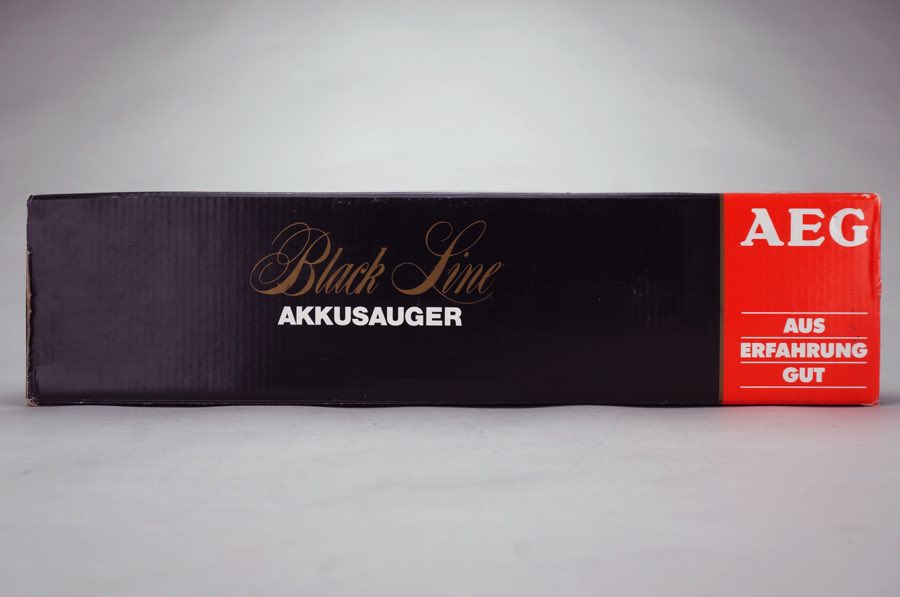 Black Line
AKKUSAUGER
AEG
AUS
ERFAHRUNG
GUT